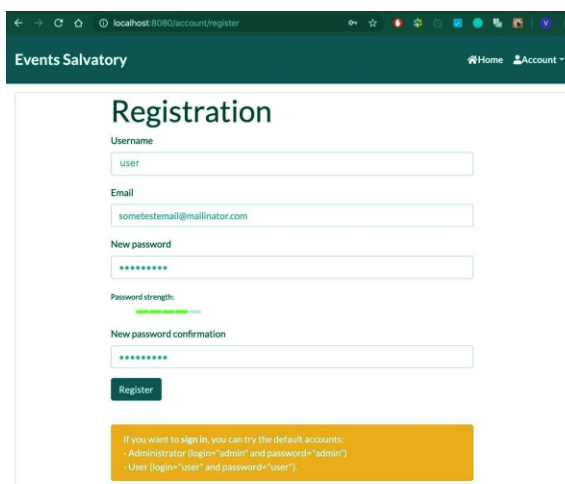 localhost:8080/account/register
V
Events Salvatory
Home Account
Registration
Username
user
Email
sometestemail@mailinator.com
New password
•••••••••
Password strength:
New password confirmation
•••••••••
Register
If you want to sign in, you can try the default accounts:
- Administrator (login="admin" and password="admin")
- User (login="user" and password="user").